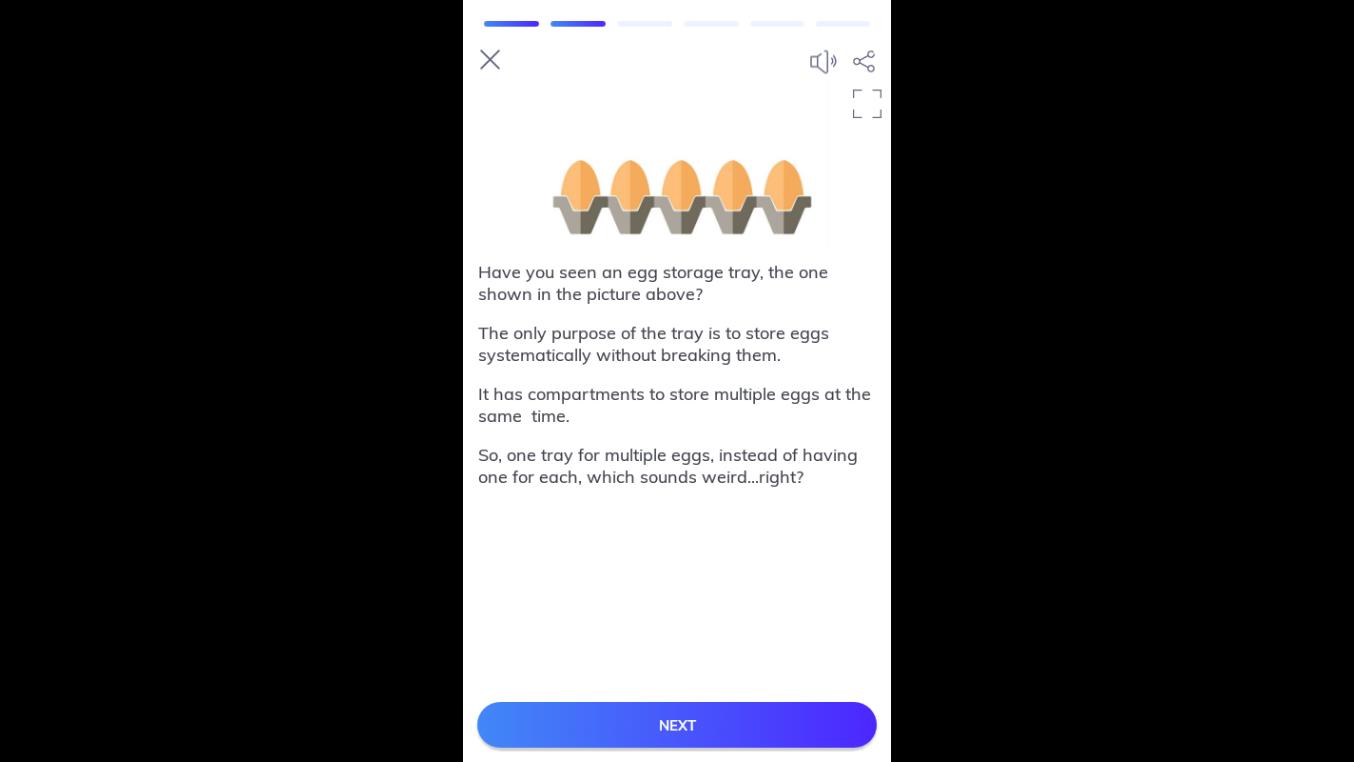 Have you seen an egg storage tray, the one
shown in the picture above?
The only purpose of the tray is to store eggs
systematically without breaking them.
It has compartments to store multiple eggs at the
same  time.
So, one tray for multiple eggs, instead of having
one for each, which sounds weird...right?
NEXT